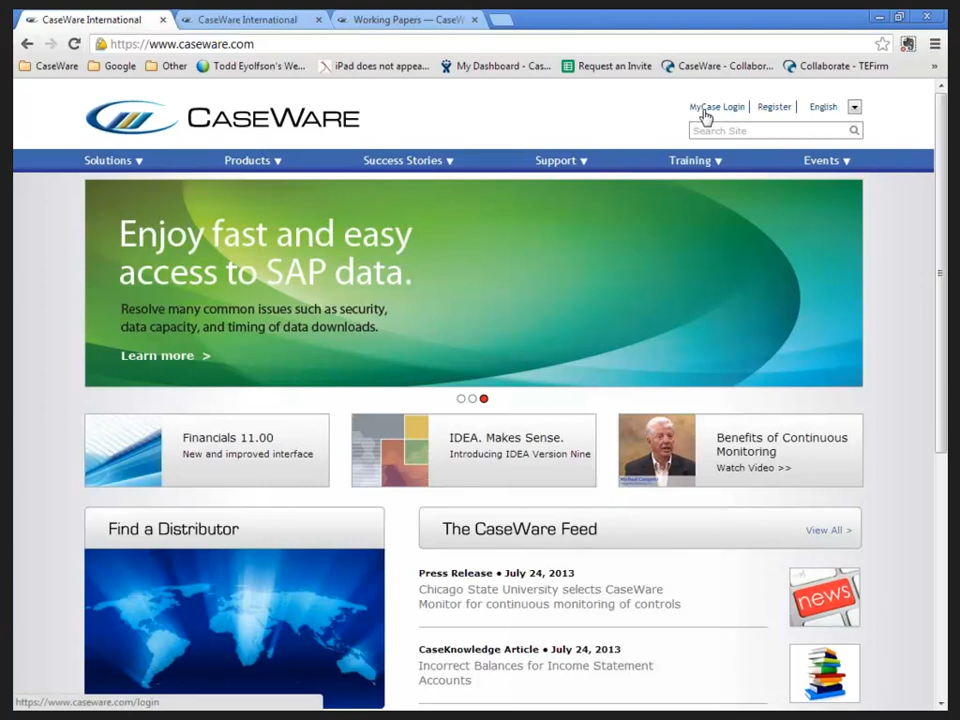 CaseWare International
CaseWare International
Working Papers — CaseW
https://www.caseware.com
CaseWare
Google
Other
Todd Eyolfson's We...
iPad does not appea...
My Dashboard - Cas...
Request an Invite
CaseWare - Collabor...
Collaborate - TEFirm
»
CASEWARE
MyCase Login | Register | English
Search Site
Solutions ▼ Products ▼ Success Stories ▼ Support ▼ Training ▼ Events ▼
Enjoy fast and easy
access to SAP data.
Resolve many common issues such as security,
data capacity, and timing of data downloads.
Learn more >
Financials 11.00
New and improved interface
IDEA. Makes Sense.
Introducing IDEA Version Nine
Benefits of Continuous
Monitoring
Watch Video >>
Find a Distributor
The CaseWare Feed
View All >
Press Release • July 24, 2013
Chicago State University selects CaseWare
Monitor for continuous monitoring of controls
news
CaseKnowledge Article • July 24, 2013
Incorrect Balances for Income Statement
Accounts
https://www.caseware.com/login